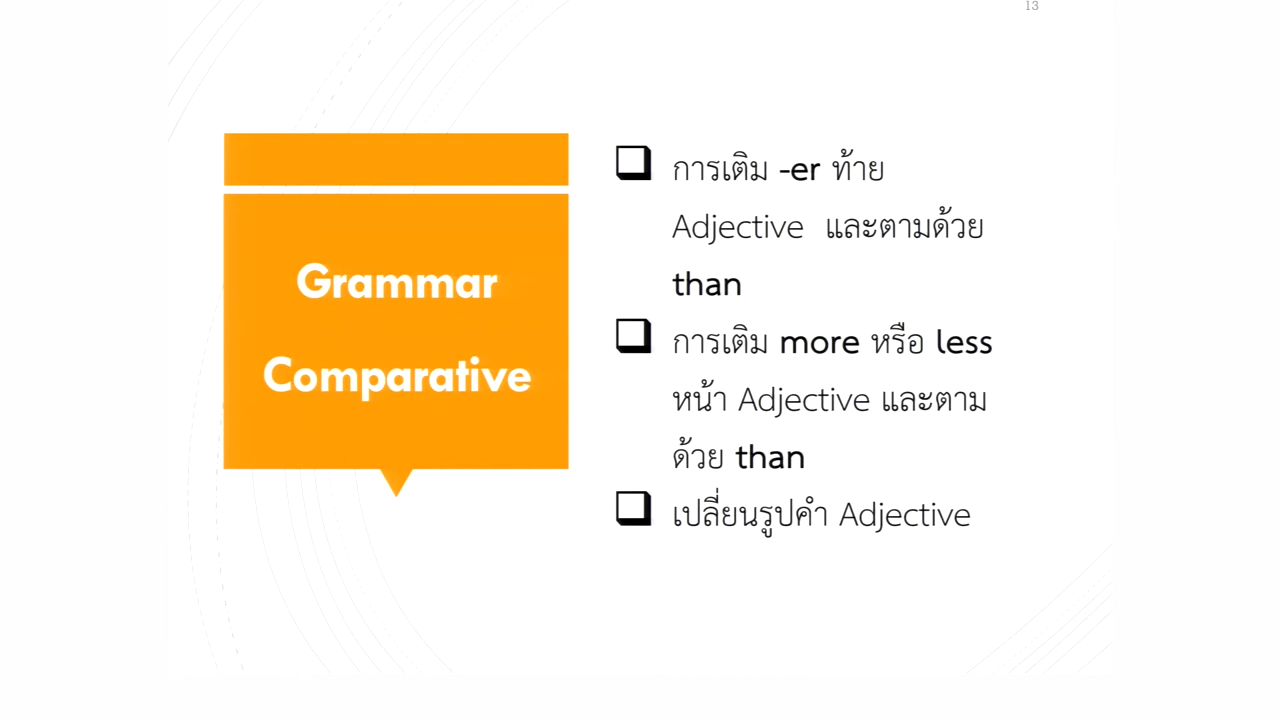 13
Grammar
Comparative
การเติม -er ท้าย
Adjective และตามด้วย
than
การเติม more หรือ less
หน้า Adjective และตาม
ด้วย than
เปลี่ยนรูปคำ Adjective